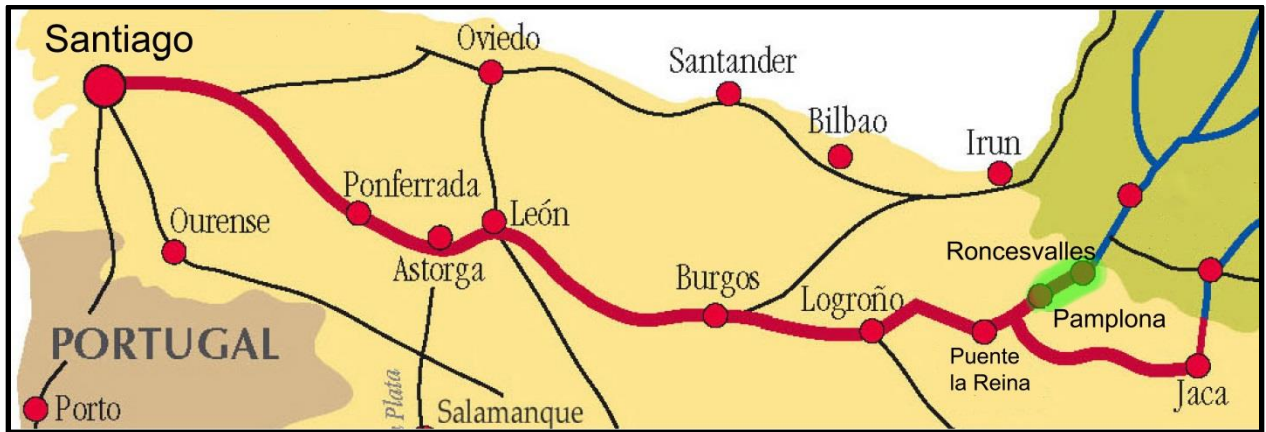 Santiago
Oviedo
Santander
Bilbao
Irun
Ponferrada
Ourense
León
Astorga
Roncesvalles
Burgos
Logroño
Pamplona
PORTUGAL
Puente
la Reina
Jaca
Porto
Plata
Salamanque